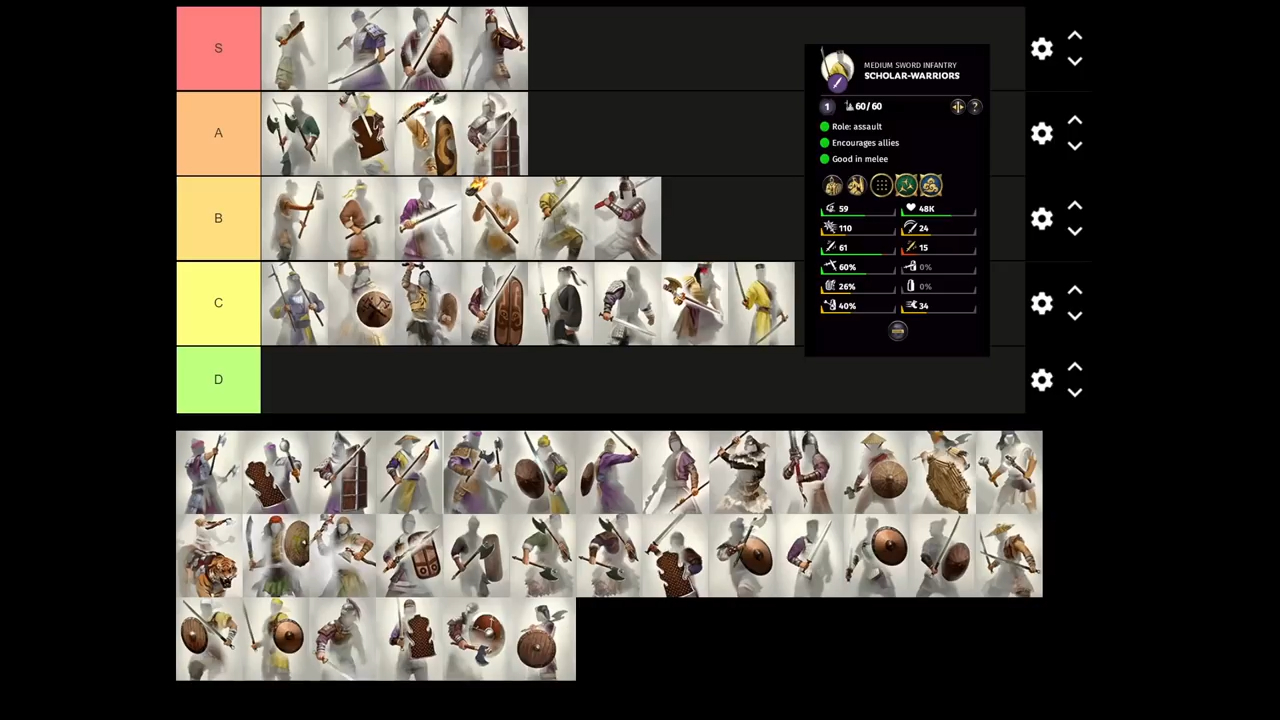 S
A
B
C
D
MEDIUM SWORD INFANTRY
SCHOLAR-WARRIORS
1 60/60 ?
Role: assault
Encourages allies
Good in melee
59 48K
110 24
61 15
60% 0%
26% 0%
40% 34